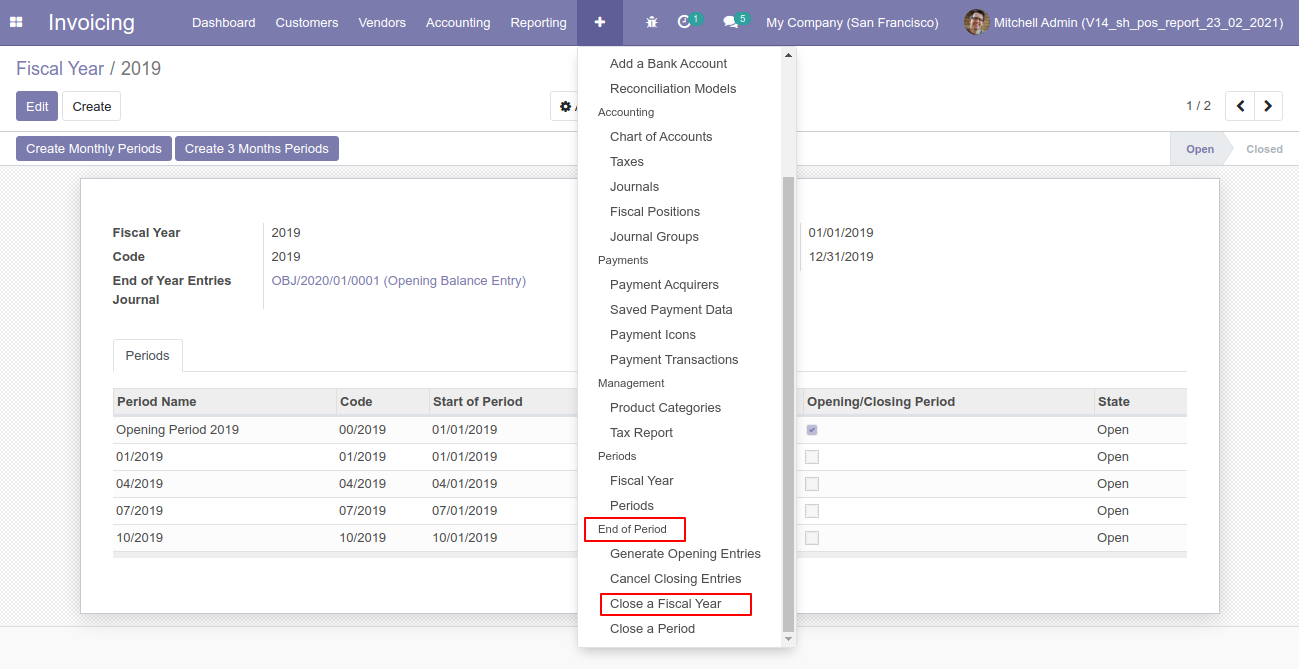 Invoicing Dashboard Customers Vendors Accounting Reporting + 1 5 My Company (San Francisco) Mitchell Admin (V14_sh_pos_report_23_02_2021)
Fiscal Year / 2019
Edit Create 1 / 2
Create Monthly Periods Create 3 Months Periods Open Closed
Fiscal Year 2019 01/01/2019
Code 2019 12/31/2019
End of Year Entries Journal OBJ/2020/01/0001 (Opening Balance Entry)
Periods
Period Name Code Start of Period Opening/Closing Period State
Opening Period 2019 00/2019 01/01/2019 Open
01/2019 01/2019 01/01/2019 Open
04/2019 04/2019 04/01/2019 Open
07/2019 07/2019 07/01/2019 Open
10/2019 10/2019 10/01/2019 Open
Add a Bank Account
Reconciliation Models
Accounting
Chart of Accounts
Taxes
Journals
Fiscal Positions
Journal Groups
Payments
Payment Acquirers
Saved Payment Data
Payment Icons
Payment Transactions
Management
Product Categories
Tax Report
Periods
Fiscal Year
Periods
End of Period
Generate Opening Entries
Cancel Closing Entries
Close a Fiscal Year
Close a Period